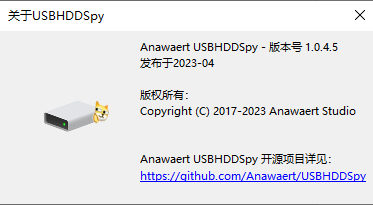 关于USBHDDSpy
Anawaert USBHDDSpy - 版本号 1.0.4.5
发布于2023-04
版权所有：
Copyright (C) 2017-2023 Anawaert Studio
Anawaert USBHDDSpy 开源项目详见：
https://github.com/Anawaert/USBHDDSpy